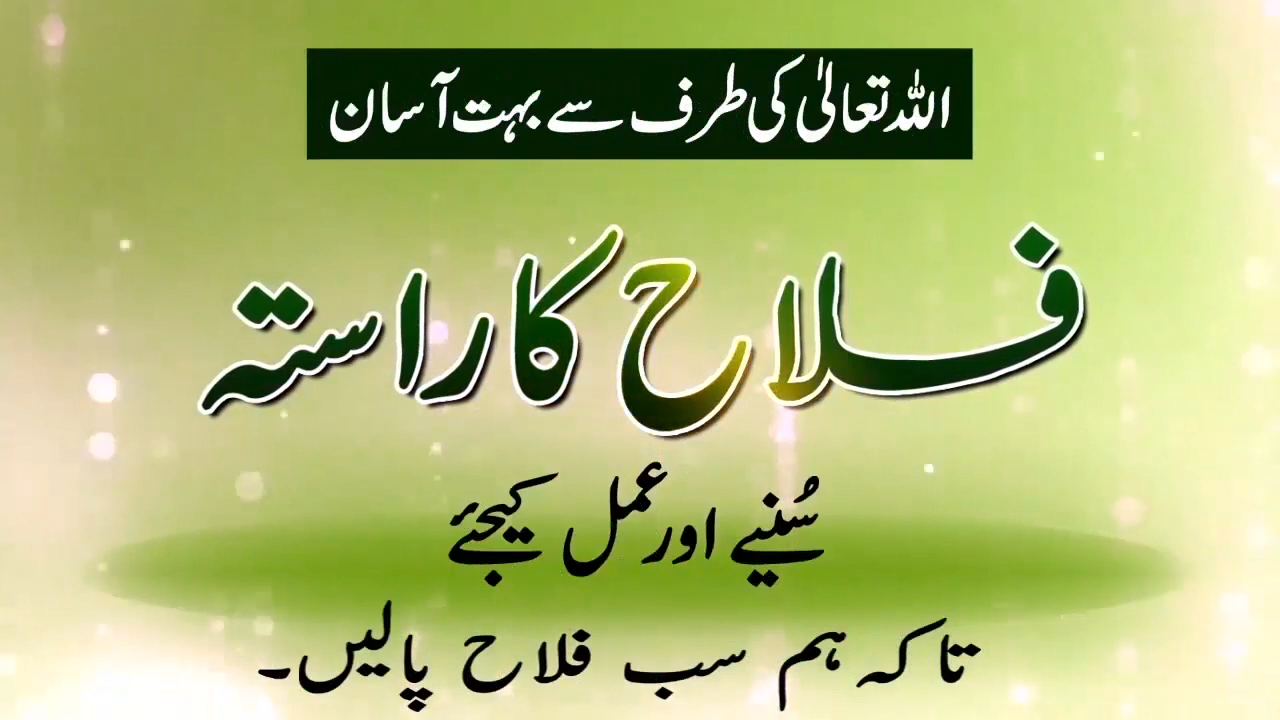 اللہ تعالیٰ کی طرف سے بہت آسان
فلاح کا راستہ
سُنیے اور عمل کیجئے
تاکہ ہم سب فلاح پالیں۔